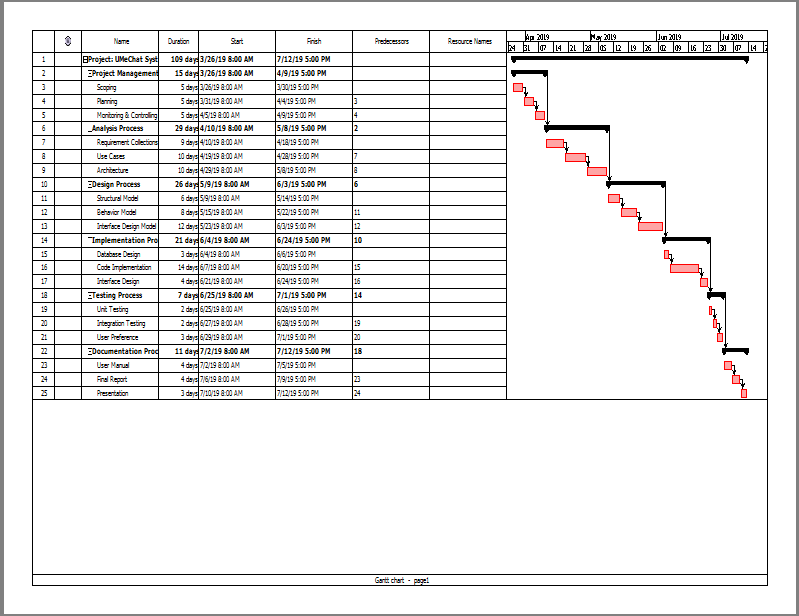 Name Duration Start Finish Predecessors Resource Names
Apr 2019 May 2019 Jun 2019 Jul 2019
24 31 07 14 21 28 05 12 19 26 02 09 16 23 30 07 14 2
1 Project: UMeChat Syst 109 days 3/26/19 8:00 AM 7/12/19 5:00 PM
2 Project Management 15 days 3/26/19 8:00 AM 4/9/19 5:00 PM
3 Scoping 5 days 3/26/19 8:00 AM 3/30/19 5:00 PM
4 Planning 5 days 3/31/19 8:00 AM 4/4/19 5:00 PM 3
5 Monitoring & Controlling 5 days 4/5/19 8:00 AM 4/9/19 5:00 PM 4
6 Analysis Process 29 days 4/10/19 8:00 AM 5/8/19 5:00 PM 2
7 Requirement Collections 9 days 4/10/19 8:00 AM 4/18/19 5:00 PM
8 Use Cases 10 days 4/19/19 8:00 AM 4/28/19 5:00 PM 7
9 Architecture 10 days 4/29/19 8:00 AM 5/8/19 5:00 PM 8
10 Design Process 26 days 5/9/19 8:00 AM 6/3/19 5:00 PM 6
11 Structural Model 6 days 5/9/19 8:00 AM 5/14/19 5:00 PM
12 Behavior Model 8 days 5/15/19 8:00 AM 5/22/19 5:00 PM 11
13 Interface Design Model 12 days 5/23/19 8:00 AM 6/3/19 5:00 PM 12
14 Implementation Pro 21 days 6/4/19 8:00 AM 6/24/19 5:00 PM 10
15 Database Design 3 days 6/4/19 8:00 AM 6/6/19 5:00 PM
16 Code Implementation 14 days 6/7/19 8:00 AM 6/20/19 5:00 PM 15
17 Interface Design 4 days 6/21/19 8:00 AM 6/24/19 5:00 PM 16
18 Testing Process 7 days 6/25/19 8:00 AM 7/1/19 5:00 PM 14
19 Unit Testing 2 days 6/25/19 8:00 AM 6/26/19 5:00 PM
20 Integration Testing 2 days 6/27/19 8:00 AM 6/28/19 5:00 PM 19
21 User Preference 3 days 6/29/19 8:00 AM 7/1/19 5:00 PM 20
22 Documentation Proc 11 days 7/2/19 8:00 AM 7/12/19 5:00 PM 18
23 User Manual 4 days 7/2/19 8:00 AM 7/5/19 5:00 PM
24 Final Report 4 days 7/6/19 8:00 AM 7/9/19 5:00 PM 23
25 Presentation 3 days 7/10/19 8:00 AM 7/12/19 5:00 PM 24
Gantt chart - page1